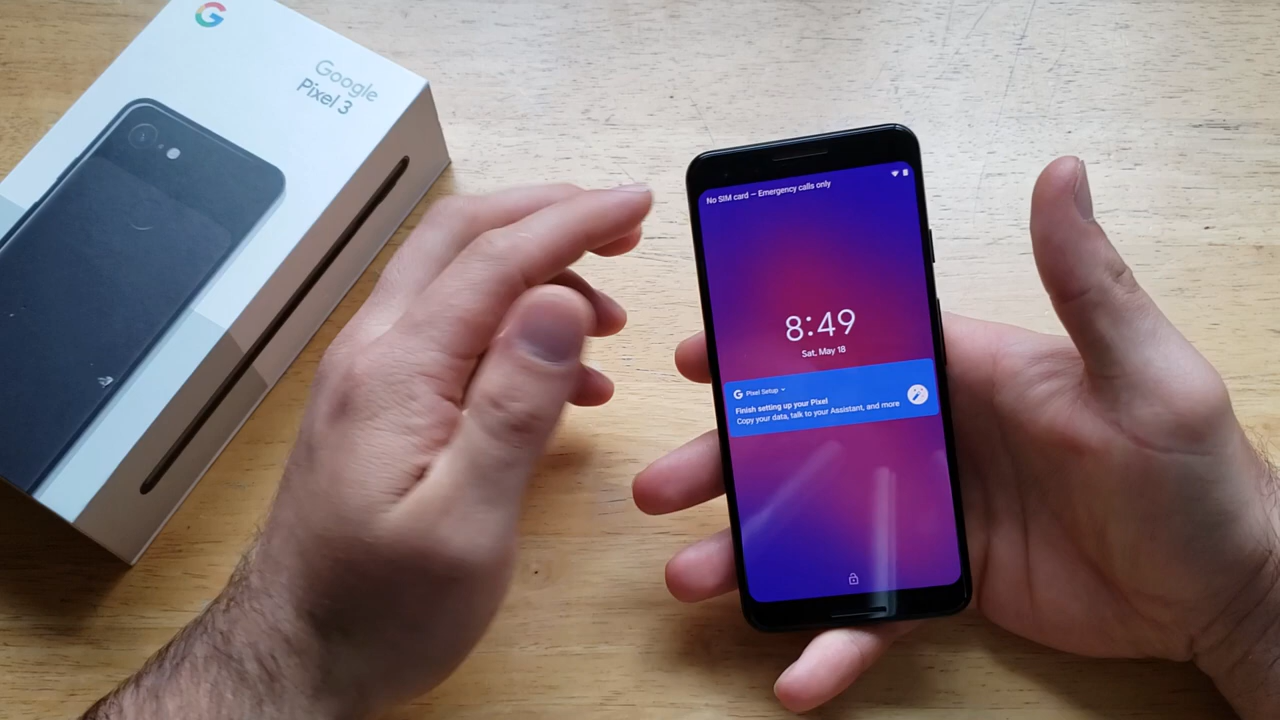 Google
Pixel 3
No SIM card — Emergency calls only
8:49
Sat, May 18
Pixel Setup
Finish setting up your Pixel
Copy your data, talk to your Assistant, and more